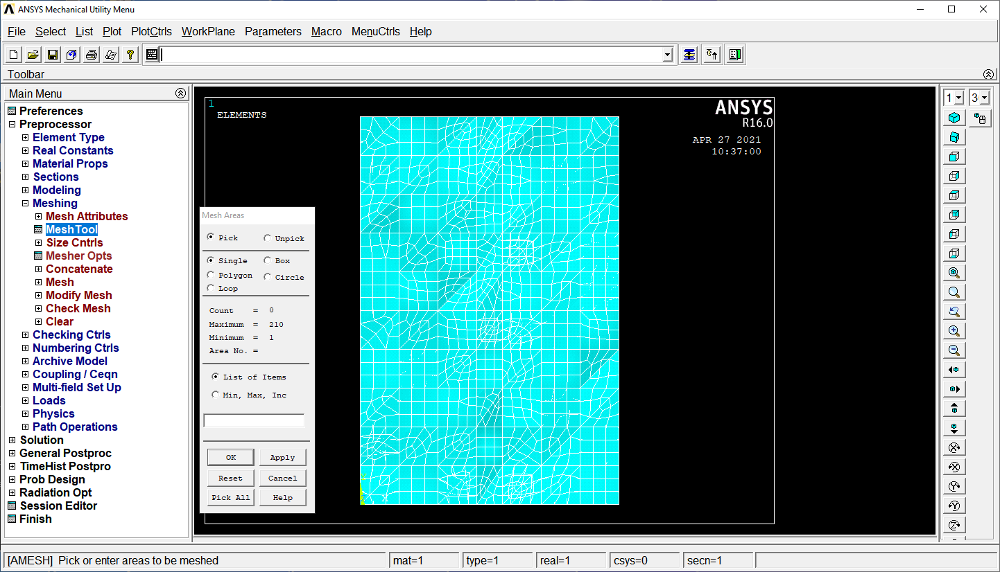 ANSYS Mechanical Utility Menu
File Select List Plot PlotCtrls WorkPlane Parameters Macro MenuCtrls Help
Toolbar
Main Menu
Preferences
Preprocessor
Element Type
Real Constants
Material Props
Sections
Modeling
Meshing
Mesh Attributes
MeshTool
Size Cntrls
Mesher Opts
Concatenate
Mesh
Modify Mesh
Check Mesh
Clear
Checking Ctrls
Numbering Ctrls
Archive Model
Coupling / Ceqn
Multi-field Set Up
Loads
Physics
Path Operations
Solution
General Postproc
TimeHist Postpro
Prob Design
Radiation Opt
Session Editor
Finish
1
ELEMENTS
ANSYS
R16.0
APR 27 2021
10:37:00
Y
Z X
Mesh Areas
Pick Unpick
Single Box
Polygon Circle
Loop
Count = 0
Maximum = 210
Minimum = 1
Area No. =
List of Items
Min, Max, Inc
OK Apply
Reset Cancel
Pick All Help
1 3
[AMESH] Pick or enter areas to be meshed
mat=1 type=1 real=1 csys=0 secn=1